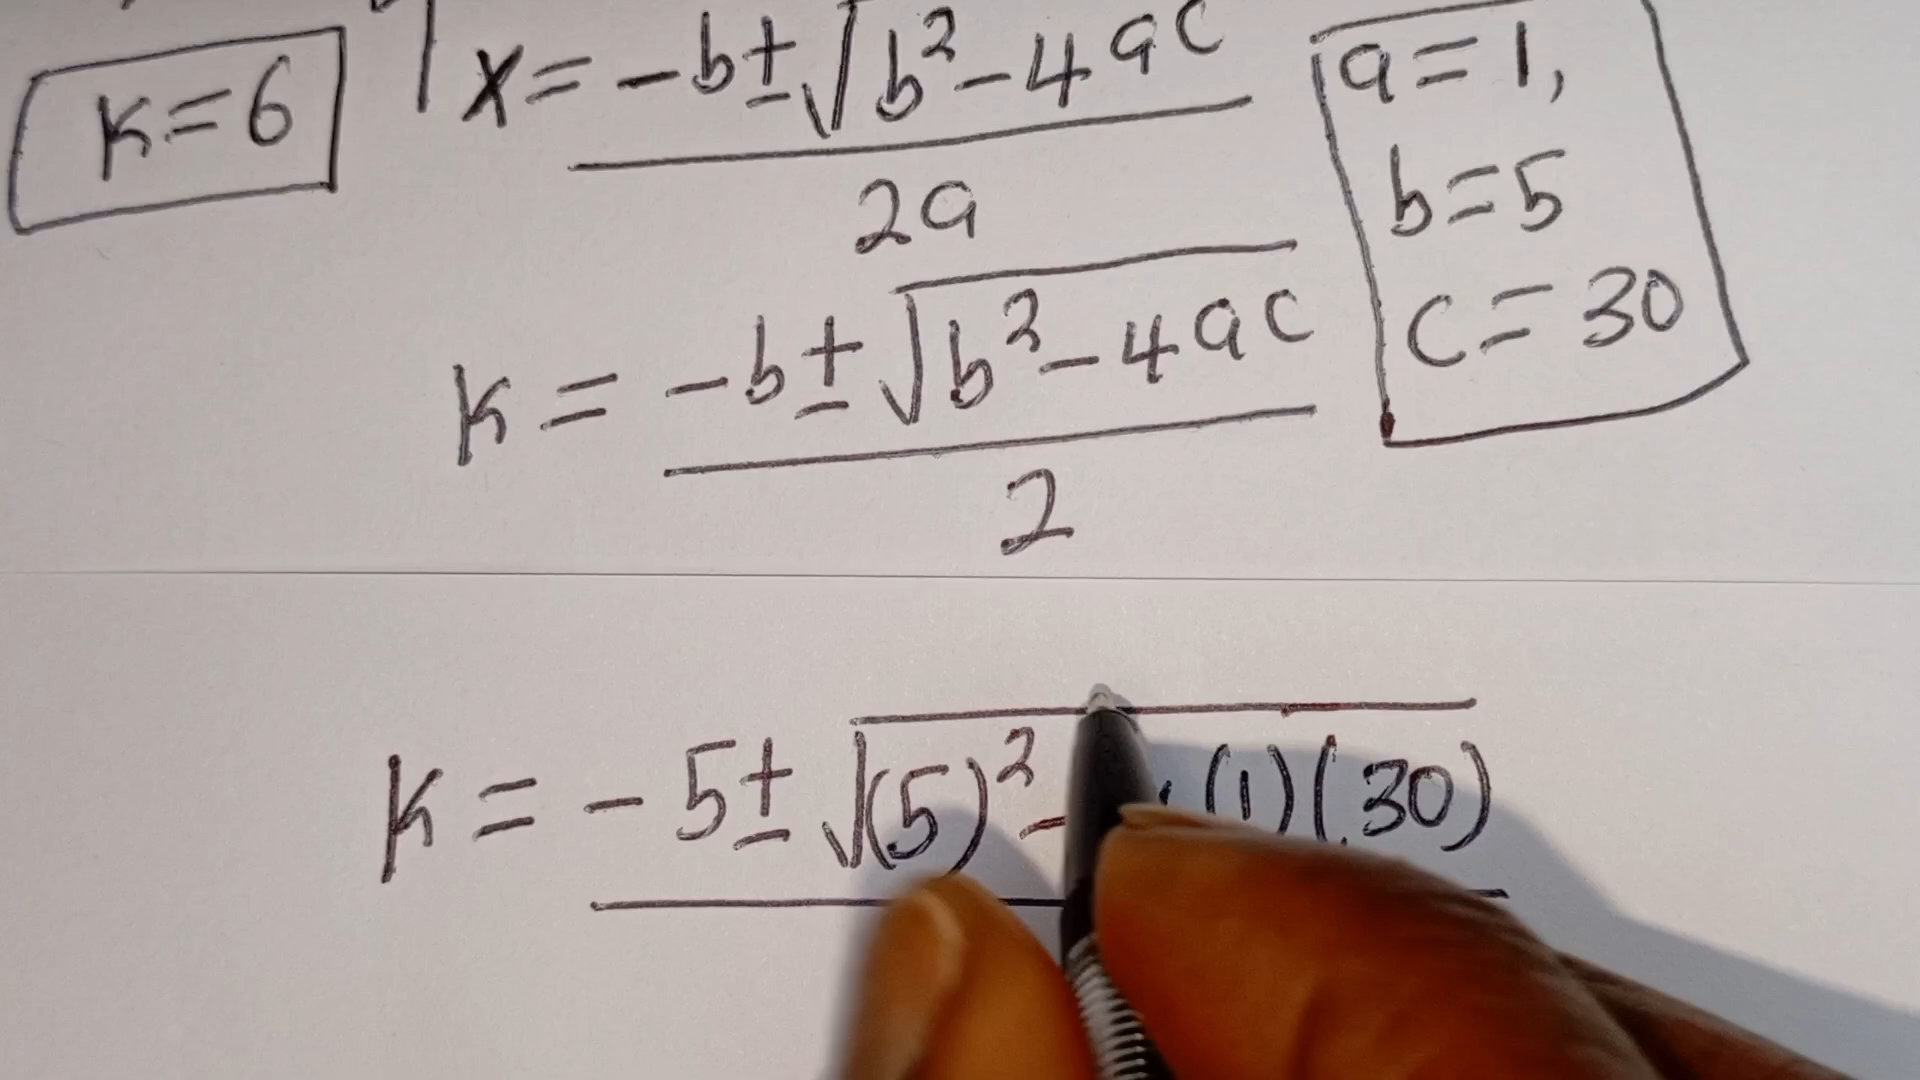 K=6
x = -b±√b²-4ac
2a
a=1,
b=5
c=30
K = -b±√b²-4ac
2
K = -5±√(5)² - (1)(30)